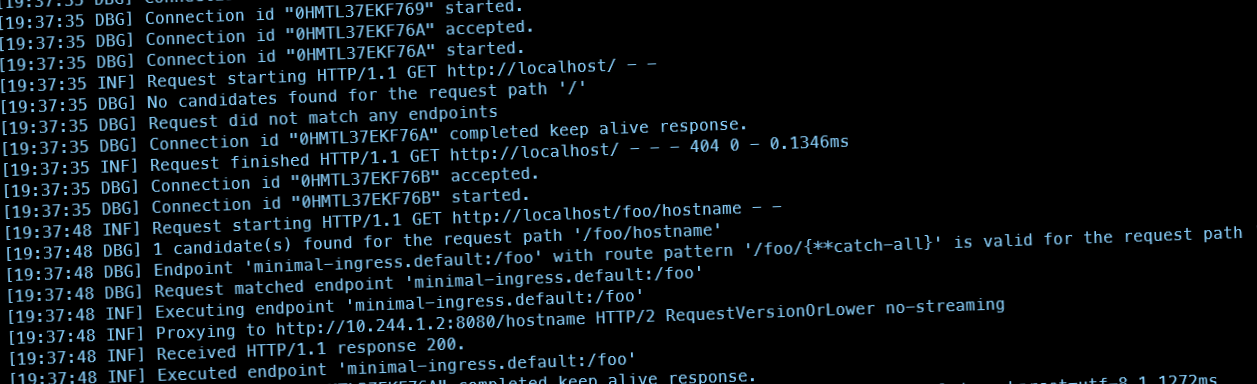 [19:37:35 DBG]
[19:37:35 DBG] Connection id "0HMTL37EKF769" started.
[19:37:35 DBG] Connection id "0HMTL37EKF76A" accepted.
[19:37:35 DBG] Connection id "0HMTL37EKF76A" started.
[19:37:35 INF] Request starting HTTP/1.1 GET http://localhost/ - -
[19:37:35 DBG] No candidates found for the request path '/'
[19:37:35 DBG] Request did not match any endpoints
[19:37:35 DBG] Connection id "0HMTL37EKF76A" completed keep alive response.
[19:37:35 INF] Request finished HTTP/1.1 GET http://localhost/ - - - 404 0 - 0.1346ms
[19:37:35 DBG] Connection id "0HMTL37EKF76B" accepted.
[19:37:35 DBG] Connection id "0HMTL37EKF76B" started.
[19:37:48 INF] Request starting HTTP/1.1 GET http://localhost/foo/hostname - -
[19:37:48 DBG] 1 candidate(s) found for the request path '/foo/hostname'
[19:37:48 DBG] Endpoint 'minimal-ingress.default:/foo' with route pattern '/foo/{**catch-all}' is valid for the request path
[19:37:48 DBG] Request matched endpoint 'minimal-ingress.default:/foo'
[19:37:48 INF] Executing endpoint 'minimal-ingress.default:/foo'
[19:37:48 INF] Proxying to http://10.244.1.2:8080/hostname HTTP/2 RequestVersionOrLower no-streaming
[19:37:48 INF] Received HTTP/1.1 response 200.
[19:37:48 INF] Executed endpoint 'minimal-ingress.default:/foo'
completed keep alive response.
1.1272ms